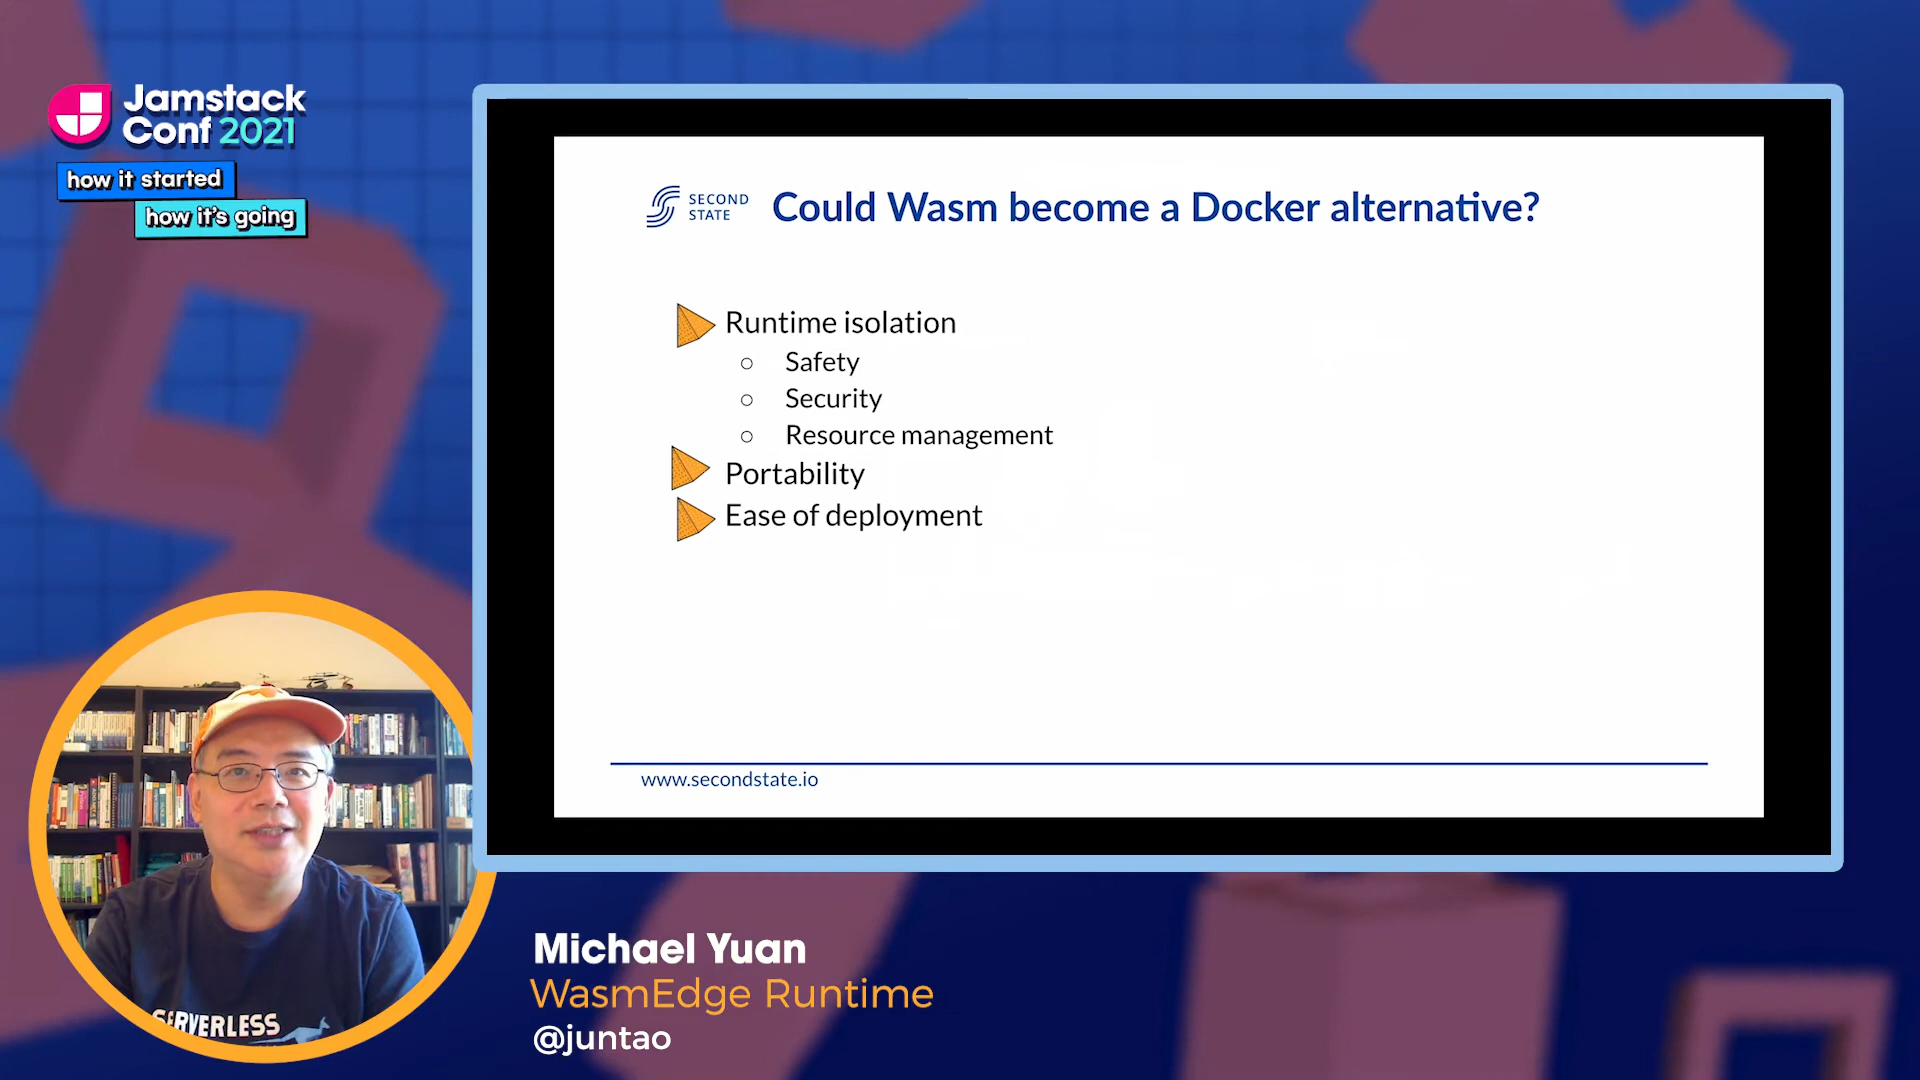 Jamstack
Conf 2021
how it started
how it's going
SECOND
STATE
Could Wasm become a Docker alternative?
Runtime isolation
Safety
Security
Resource management
Portability
Ease of deployment
www.secondstate.io
SERVERLESS
Michael Yuan
WasmEdge Runtime
@juntao